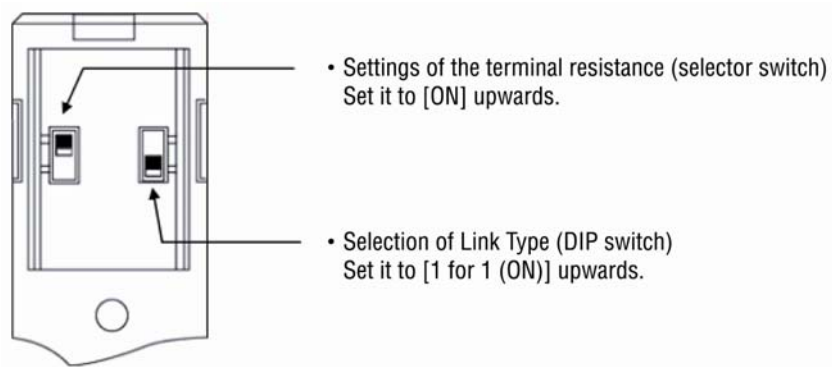 • Settings of the terminal resistance (selector switch)
Set it to [ON] upwards.
• Selection of Link Type (DIP switch)
Set it to [1 for 1 (ON)] upwards.